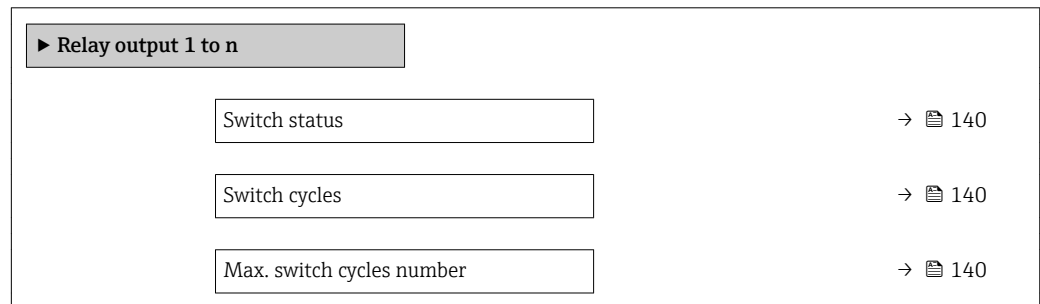 ▶ Relay output 1 to n
Switch status → 140
Switch cycles → 140
Max. switch cycles number → 140